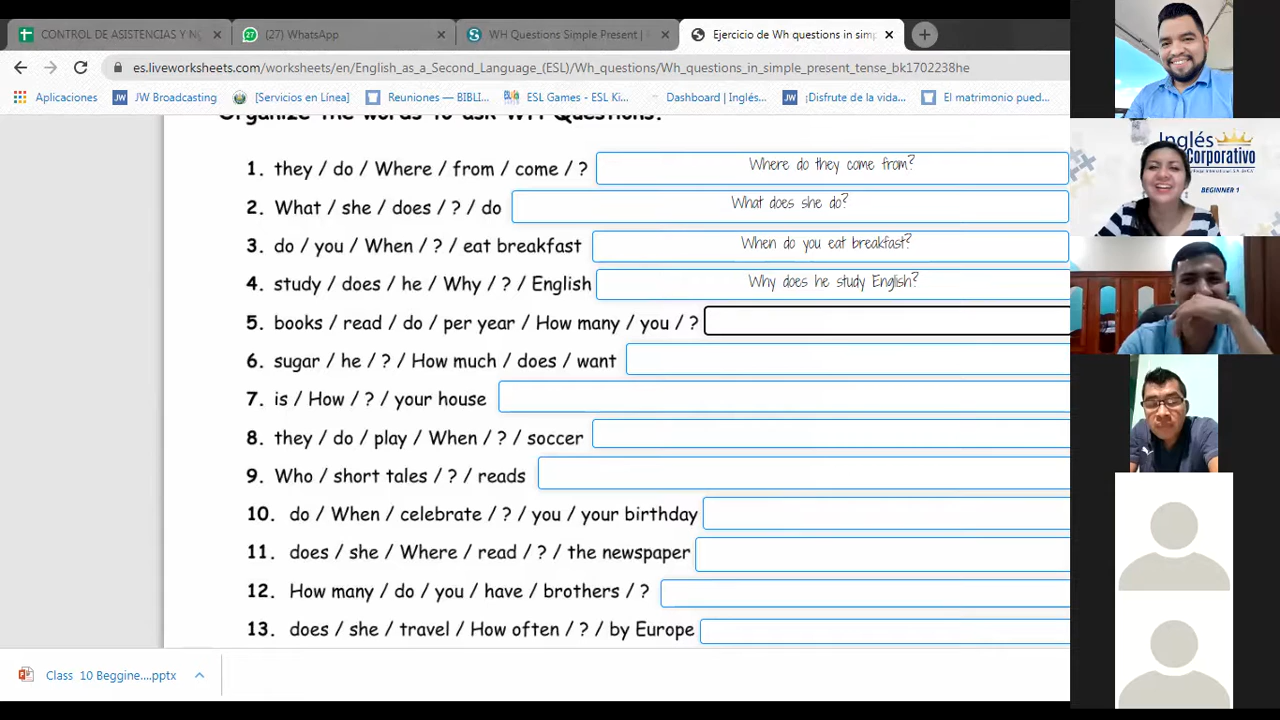 CONTROL DE ASISTENCIAS Y NO
(27) WhatsApp
WH Questions Simple Present |
Ejercicio de Wh questions in simp
es.liveworksheets.com/worksheets/en/English_as_a_Second_Language_(ESL)/Wh_questions/Wh_questions_in_simple_present_tense_bk1702238he
Aplicaciones
JW Broadcasting
[Servicios en Línea]
Reuniones — BIBLI...
ESL Games - ESL Ki...
Dashboard | Inglés...
¡Disfrute de la vida...
El matrimonio pued...
Organize the words to ask WH Questions.
1. they / do / Where / from / come / ? Where do they come from?
2. What / she / does / ? / do What does she do?
3. do / you / When / ? / eat breakfast When do you eat breakfast?
4. study / does / he / Why / ? / English Why does he study English?
5. books / read / do / per year / How many / you / ?
6. sugar / he / ? / How much / does / want
7. is / How / ? / your house
8. they / do / play / When / ? / soccer
9. Who / short tales / ? / reads
10. do / When / celebrate / ? / you / your birthday
11. does / she / Where / read / ? / the newspaper
12. How many / do / you / have / brothers / ?
13. does / she / travel / How often / ? / by Europe
Class 10 Beggine....pptx
Inglés
Corporativo
BEGINNER 1